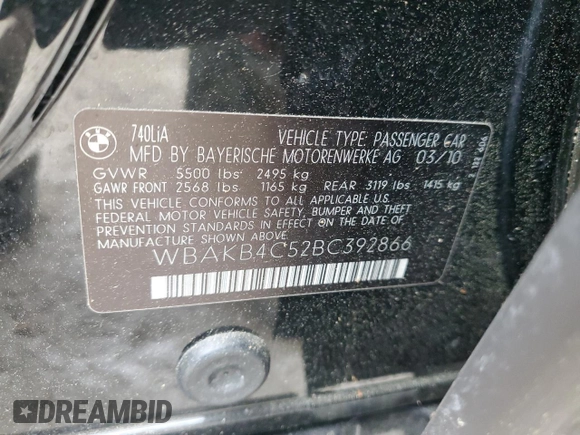 BMW
740LiA VEHICLE TYPE: PASSENGER CAR
MFD BY BAYERISCHE MOTORENWERKE AG 03/10
GVWR 5500 lbs 2495 kg
GAWR FRONT 2568 lbs 1165 kg REAR 3119 lbs 1415 kg
THIS VEHICLE CONFORMS TO ALL APPLICABLE U.S.
FEDERAL MOTOR VEHICLE SAFETY, BUMPER AND THEFT
PREVENTION STANDARDS IN EFFECT ON THE DATE OF
MANUFACTURE SHOWN ABOVE.
WBAKB4C52BC392866
DREAMBID